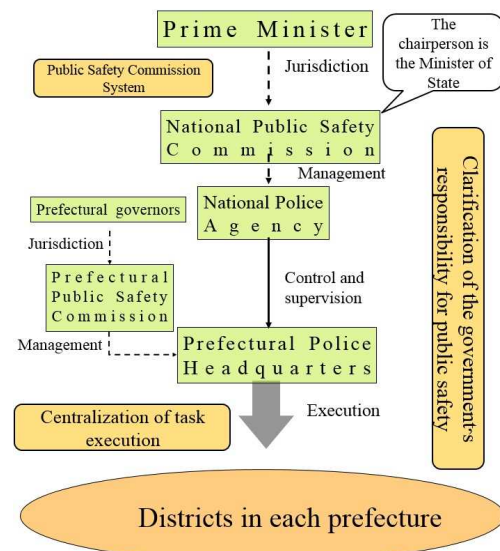 Prime Minister
The
chairperson is
the Minister of
State
Jurisdiction
Public Safety Commission
System
National Public Safety
Commission
Management
National Police
Agency
Prefectural governors
Jurisdiction
Prefectural
Public Safety
Commission
Control and
supervision
Management
Prefectural Police
Headquarters
Clarification of the government's
responsibility for public safety
Execution
Centralization of task
execution
Districts in each prefecture